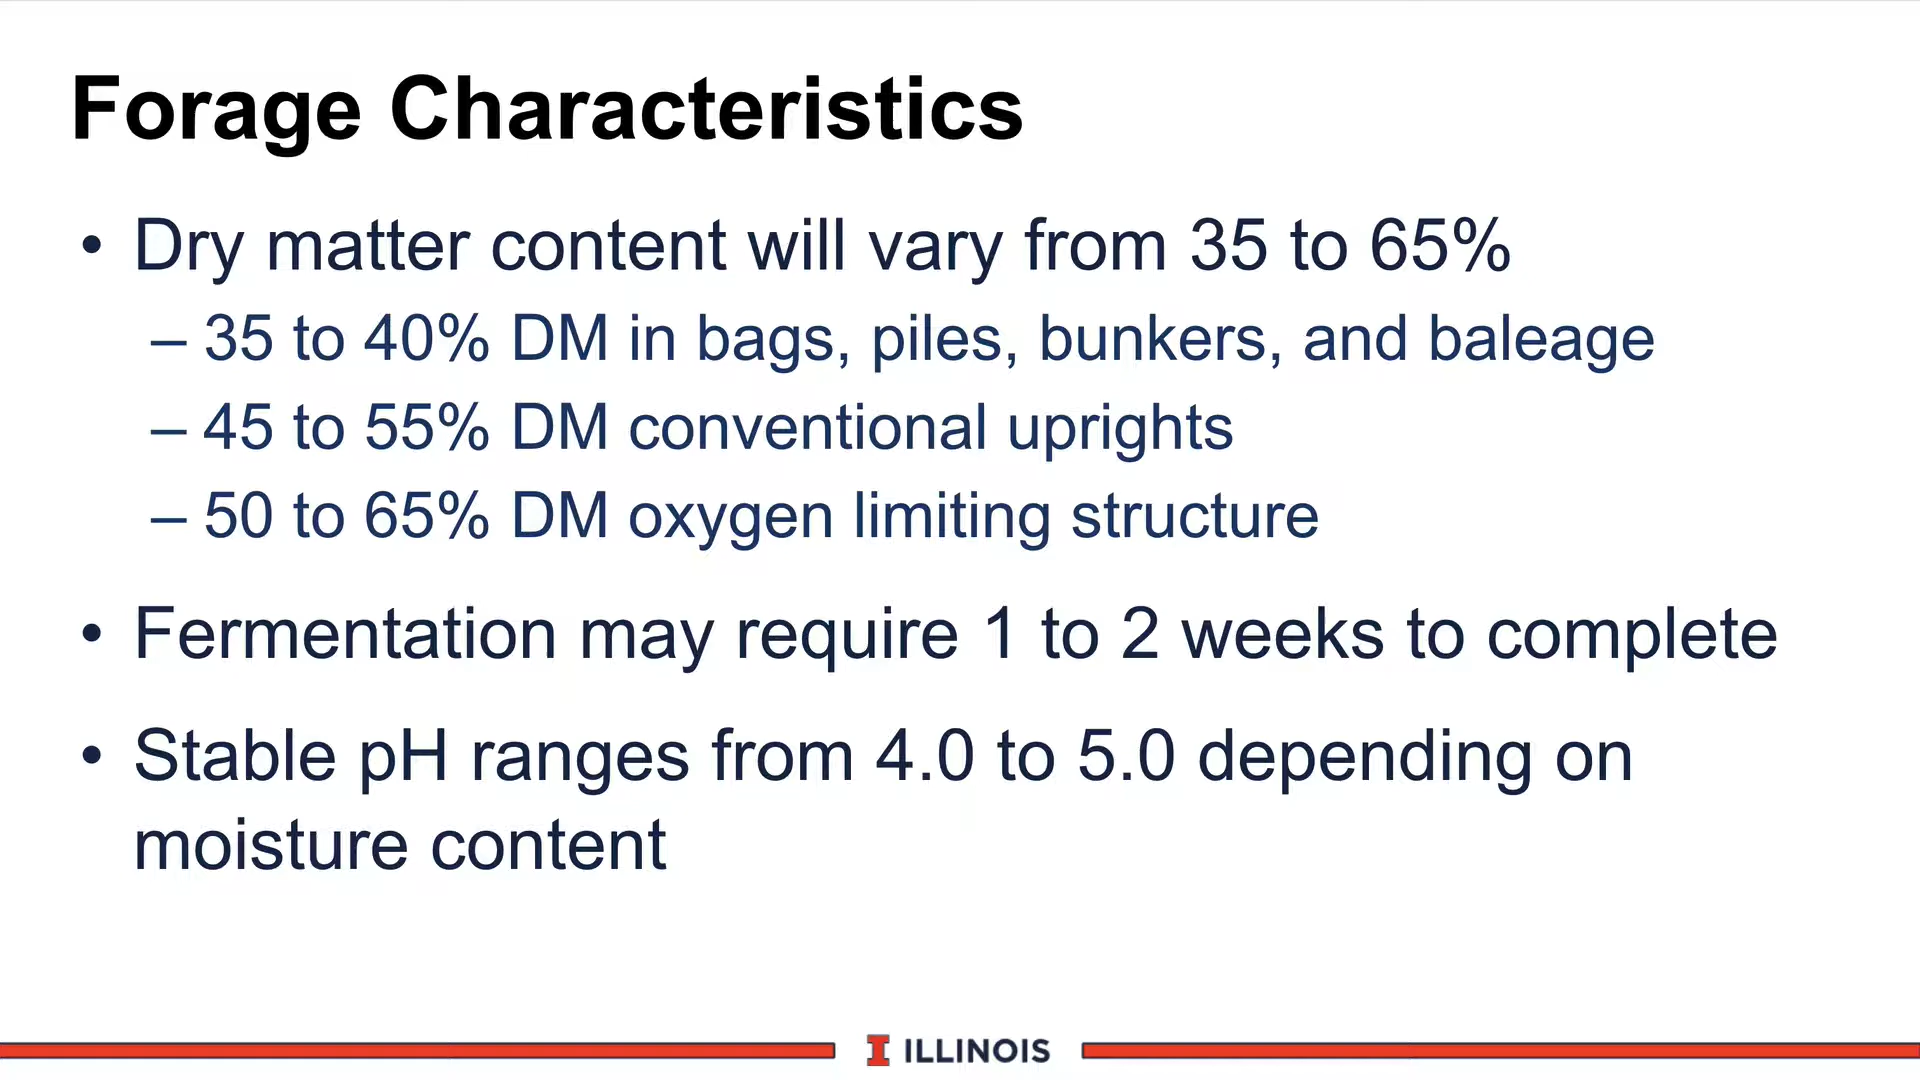 Forage Characteristics
• Dry matter content will vary from 35 to 65%
– 35 to 40% DM in bags, piles, bunkers, and baleage
– 45 to 55% DM conventional uprights
– 50 to 65% DM oxygen limiting structure
• Fermentation may require 1 to 2 weeks to complete
• Stable pH ranges from 4.0 to 5.0 depending on
moisture content
I ILLINOIS